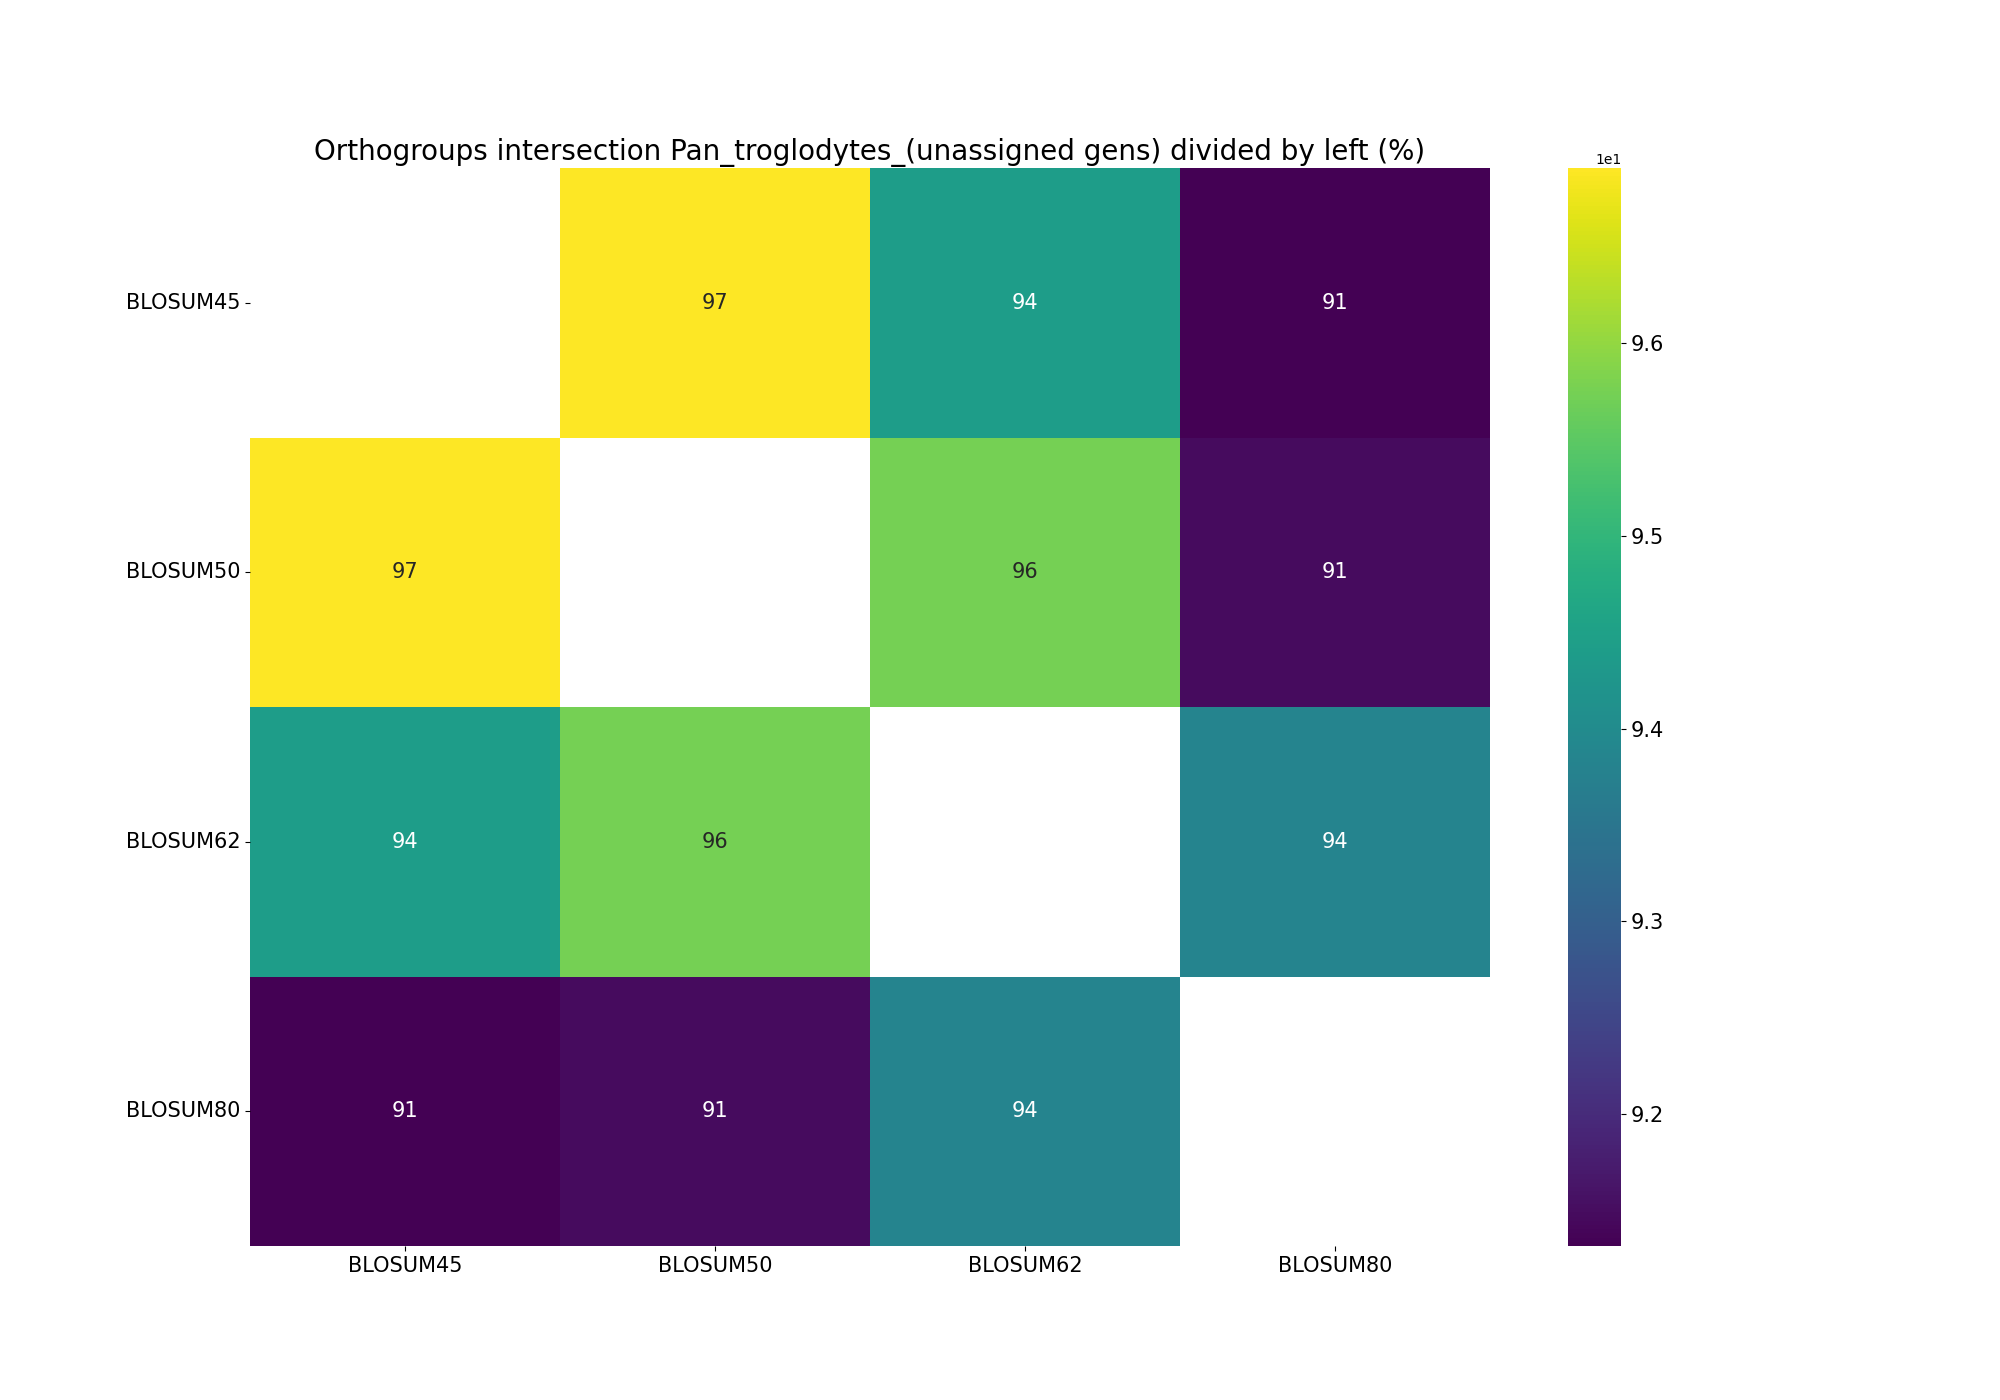 Orthogroups intersection Pan_troglodytes_(unassigned gens) divided by left (%)
1e1
BLOSUM45 97 94 91
9.6
9.5
BLOSUM50 97 96 91
9.4
BLOSUM62 94 96 94
9.3
BLOSUM80 91 91 94
9.2
BLOSUM45 BLOSUM50 BLOSUM62 BLOSUM80